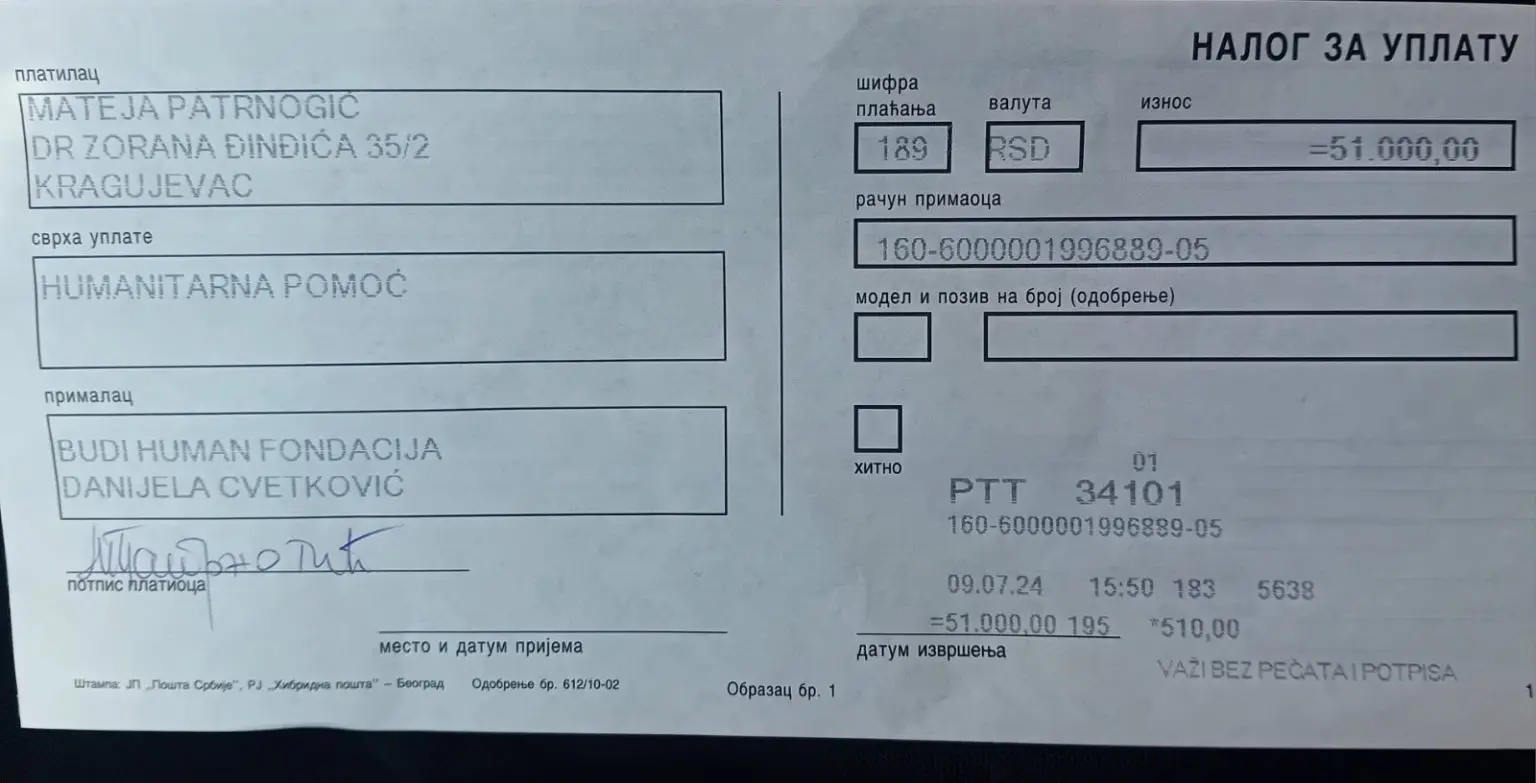 НАЛОГ ЗА УПЛАТУ
платилац
MATEJA PATRNOGIĆ
DR ZORANA ĐINĐIĆA 35/2
KRAGUJEVAC
сврха уплате
HUMANITARNA POMOĆ
прималац
BUDI HUMAN FONDACIJA
DANIJELA CVETKOVIĆ
потпис платиоца
место и датум пријема
Штампа: ЈП „Пошта Србије", РЈ „Хибридна пошта" – Београд Одобрење бр. 612/10-02
Образац бр. 1
шифра
плаћања
валута
износ
189
RSD
=51.000,00
рачун примаоца
160-6000001996889-05
модел и позив на број (одобрење)
хитно
01
PTT 34101
160-6000001996889-05
09.07.24 15:50 183 5638
=51.000,00 195 *510,00
датум извршења
VAŽI BEZ PEČATA I POTPISA
1